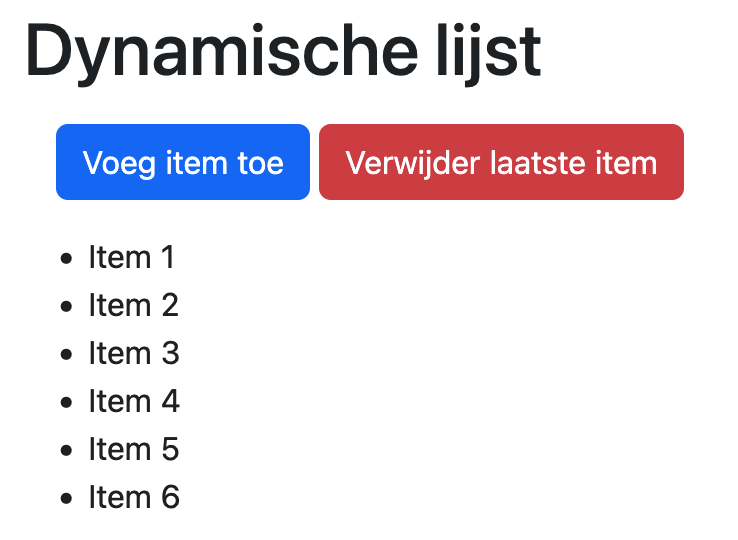 Dynamische lijst
Voeg item toe Verwijder laatste item
Item 1
Item 2
Item 3
Item 4
Item 5
Item 6